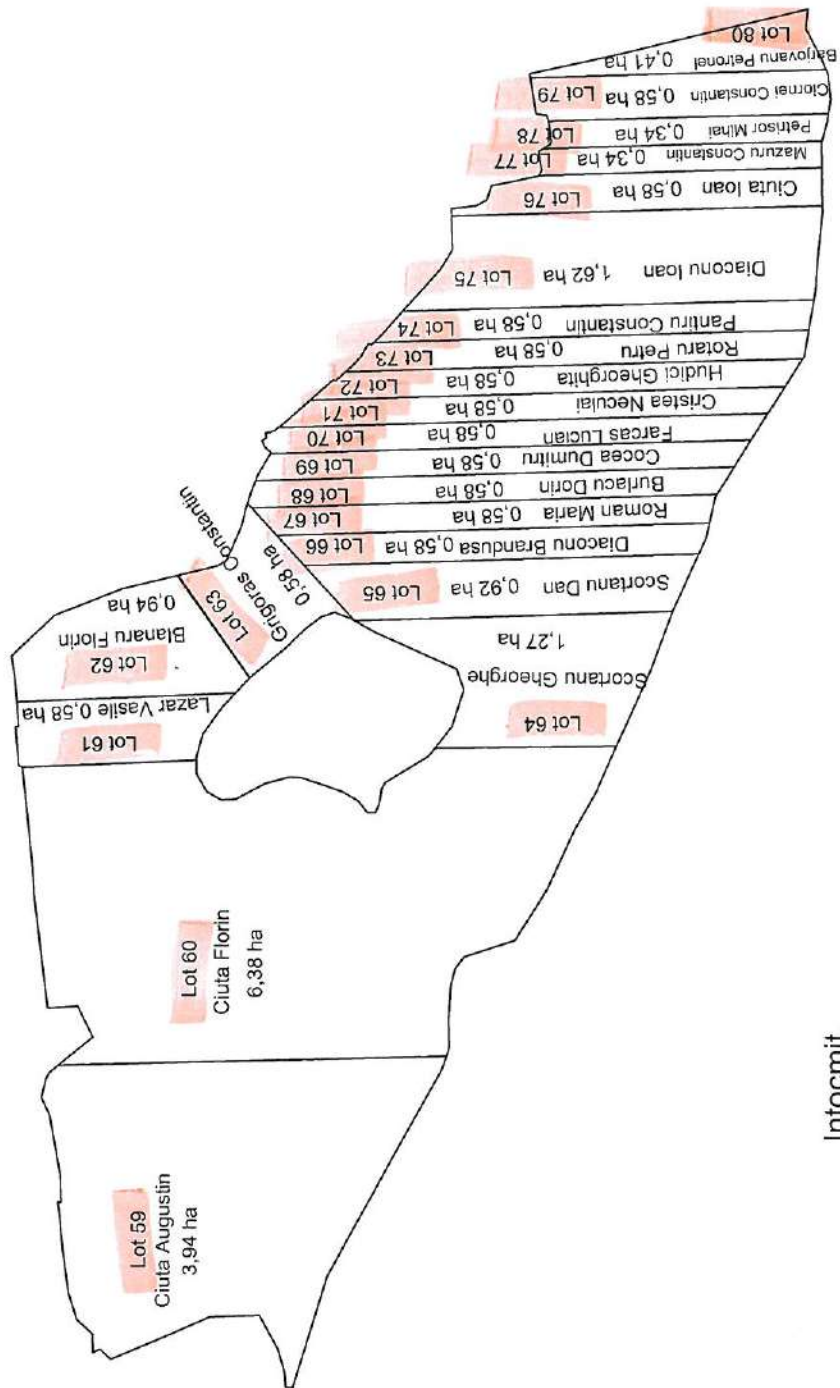 Lot 59
Ciuta Augustin
3,94 ha
Lot 60
Ciuta Florin
6,38 ha
Lot 61
Lazar Vasile 0,58 ha
Lot 62
Blanaru Florin
0,94 ha
Lot 63
Grigoras Constantin
0,58 ha
Lot 64
Scortanu Gheorghe
1,27 ha
Lot 65 0,92 ha Scortanu Dan
Lot 66 0,58 ha Diaconu Brandusa
Lot 67 0,58 ha Roman Maria
Lot 68 0,58 ha Burlacu Dorin
Lot 69 0,58 ha Cocea Dumitru
Lot 70 0,58 ha Farcas Lucian
Lot 71 0,58 ha Cristea Neculai
Lot 72 0,58 ha Hudici Gheorghita
Lot 73 0,58 ha Rotaru Petru
Lot 74 0,58 ha Pantiru Constantin
Lot 75 1,62 ha Diaconu Ioan
Lot 76 0,58 ha Ciuta Ioan
Lot 77 0,34 ha Mazuru Constantin
Lot 78 0,34 ha Petrisor Mihai
Lot 79 0,58 ha Ciornei Constantin
Lot 80
0,41 ha Barjovanu Petronel
Intocmit